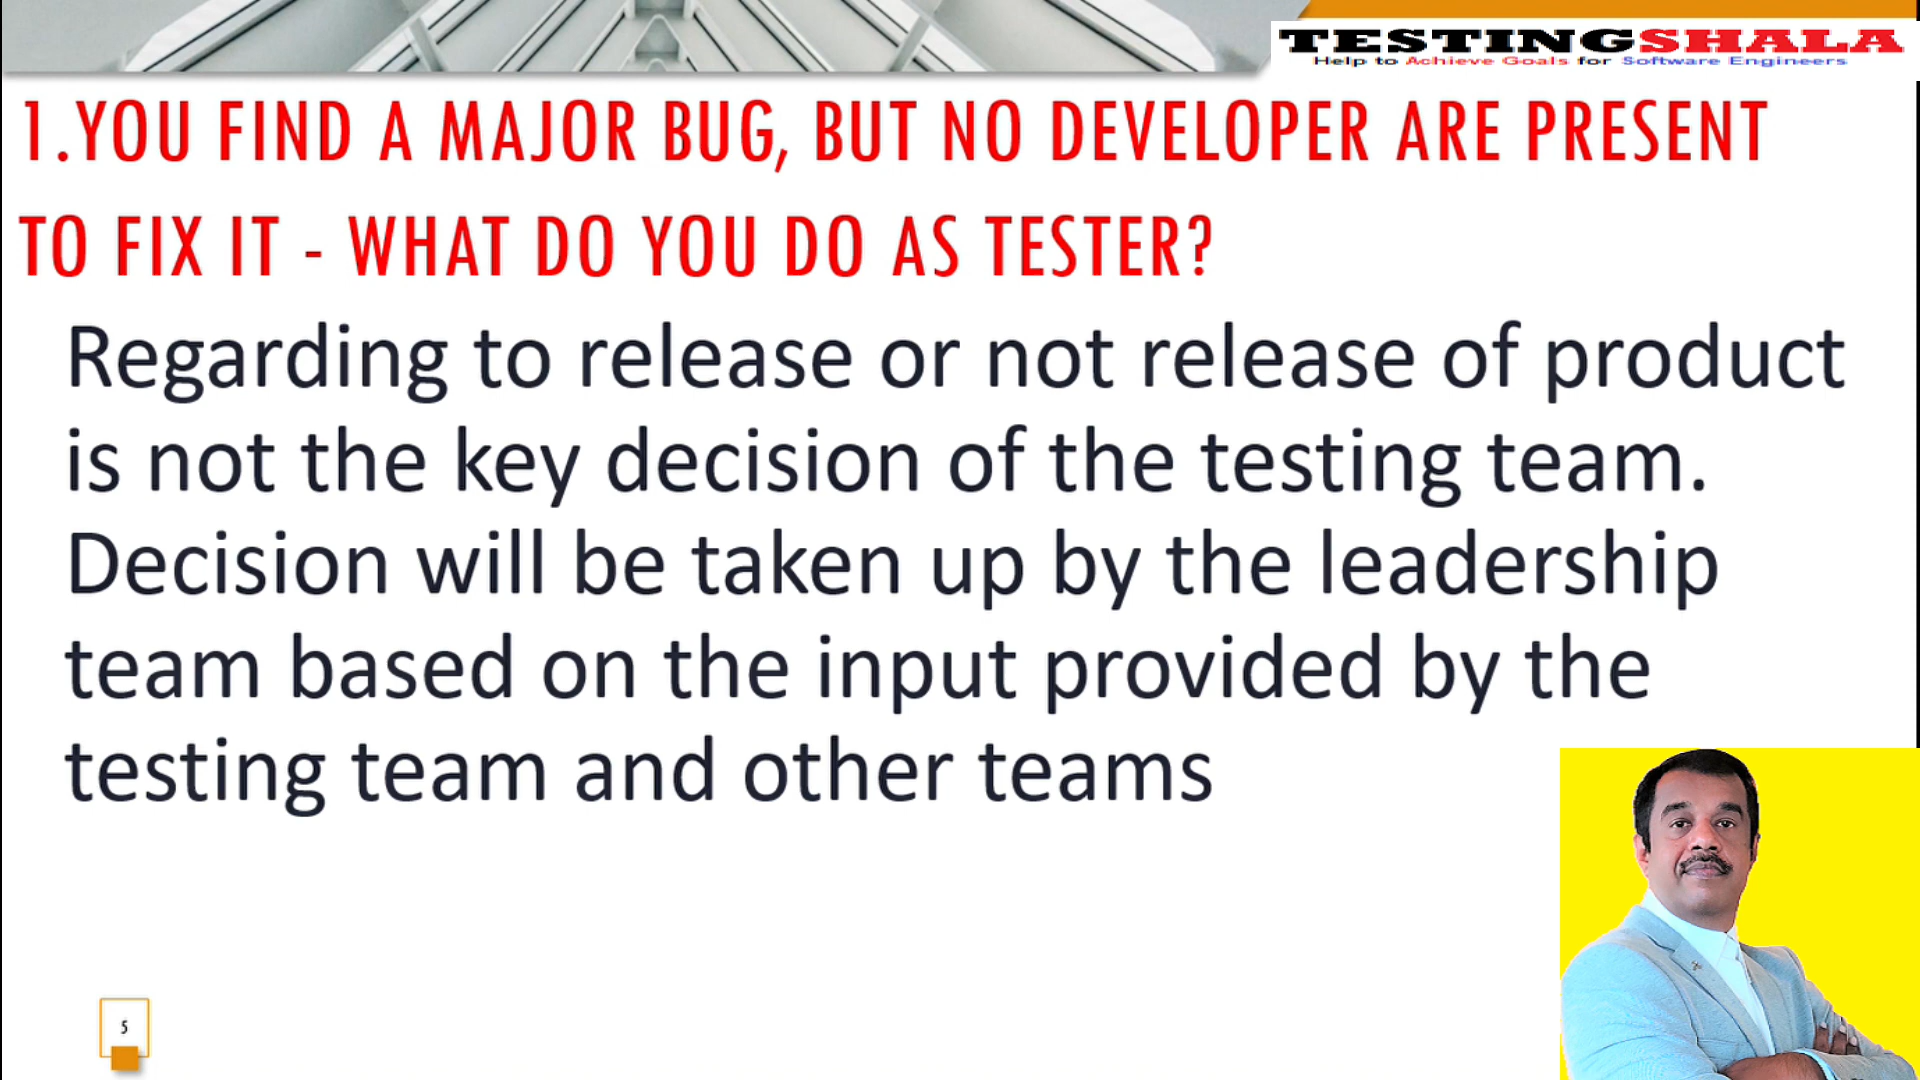 TESTINGSHALA
Help to Achieve Goals for Software Engineers
1.YOU FIND A MAJOR BUG, BUT NO DEVELOPER ARE PRESENT
TO FIX IT - WHAT DO YOU DO AS TESTER?
Regarding to release or not release of product
is not the key decision of the testing team.
Decision will be taken up by the leadership
team based on the input provided by the
testing team and other teams
5